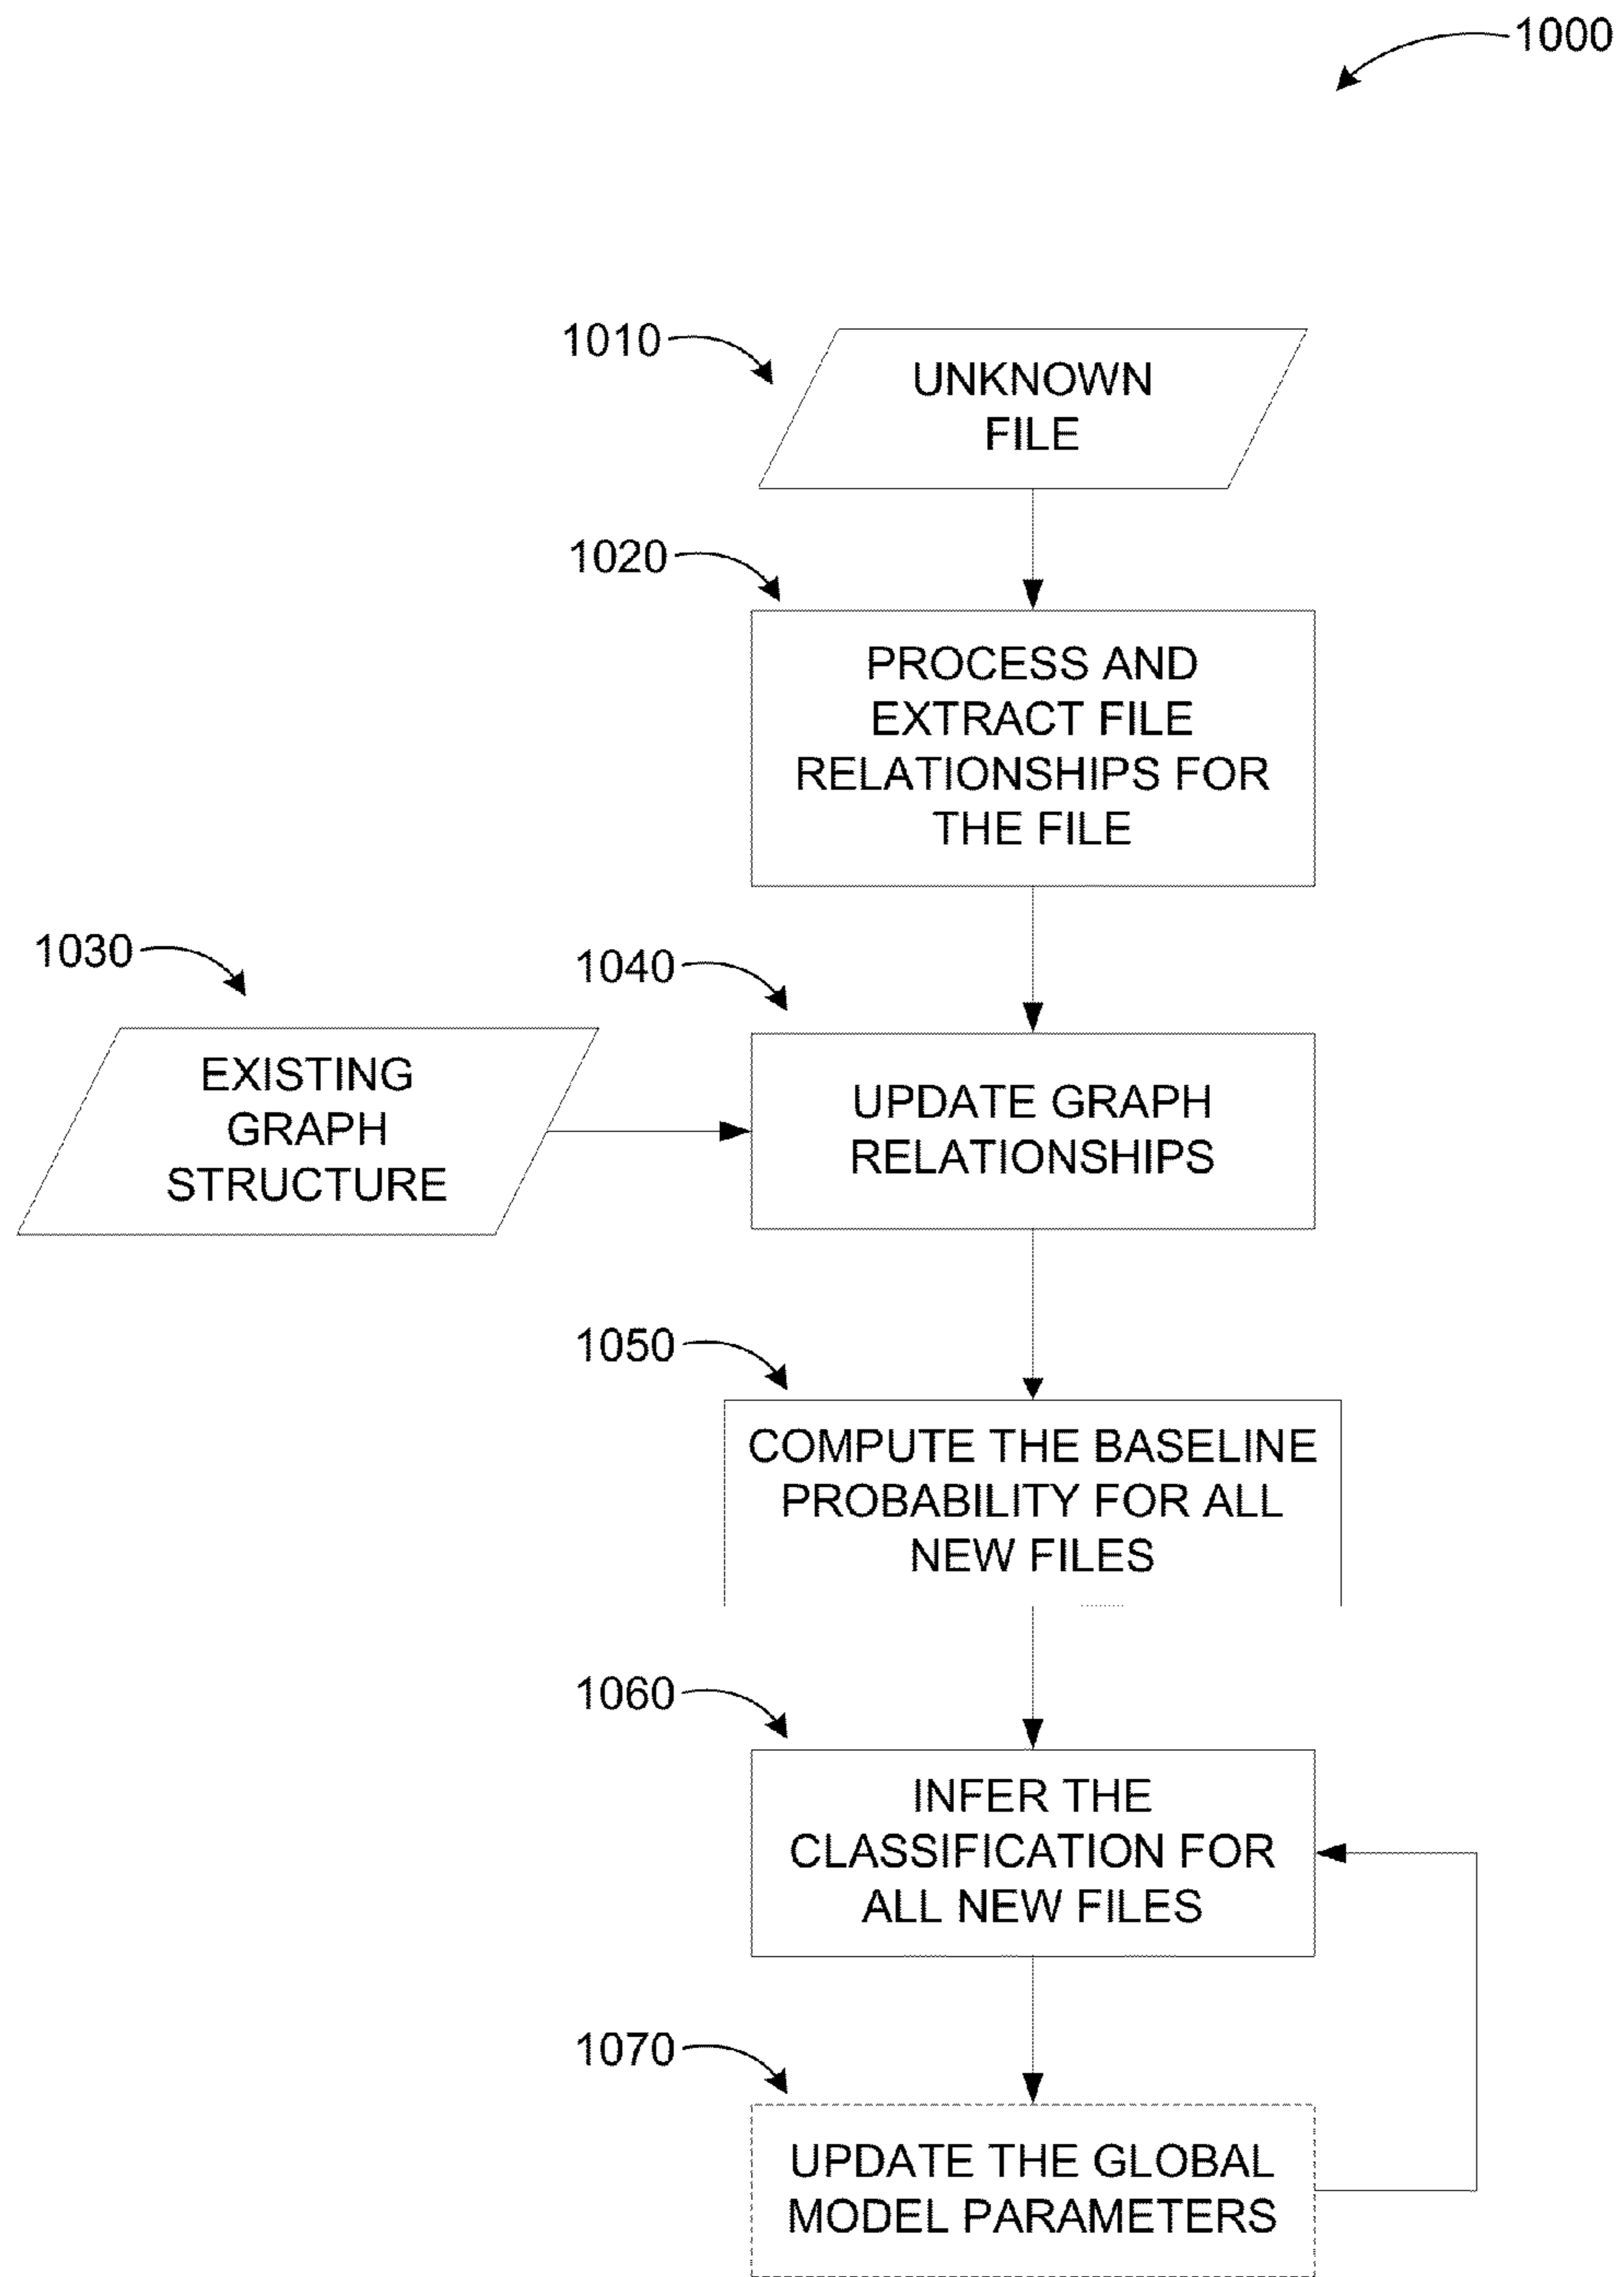 1000
1010
UNKNOWN
FILE
1020
PROCESS AND
EXTRACT FILE
RELATIONSHIPS FOR
THE FILE
1030
EXISTING
GRAPH
STRUCTURE
1040
UPDATE GRAPH
RELATIONSHIPS
1050
COMPUTE THE BASELINE
PROBABILITY FOR ALL
NEW FILES
1060
INFER THE
CLASSIFICATION FOR
ALL NEW FILES
1070
UPDATE THE GLOBAL
MODEL PARAMETERS